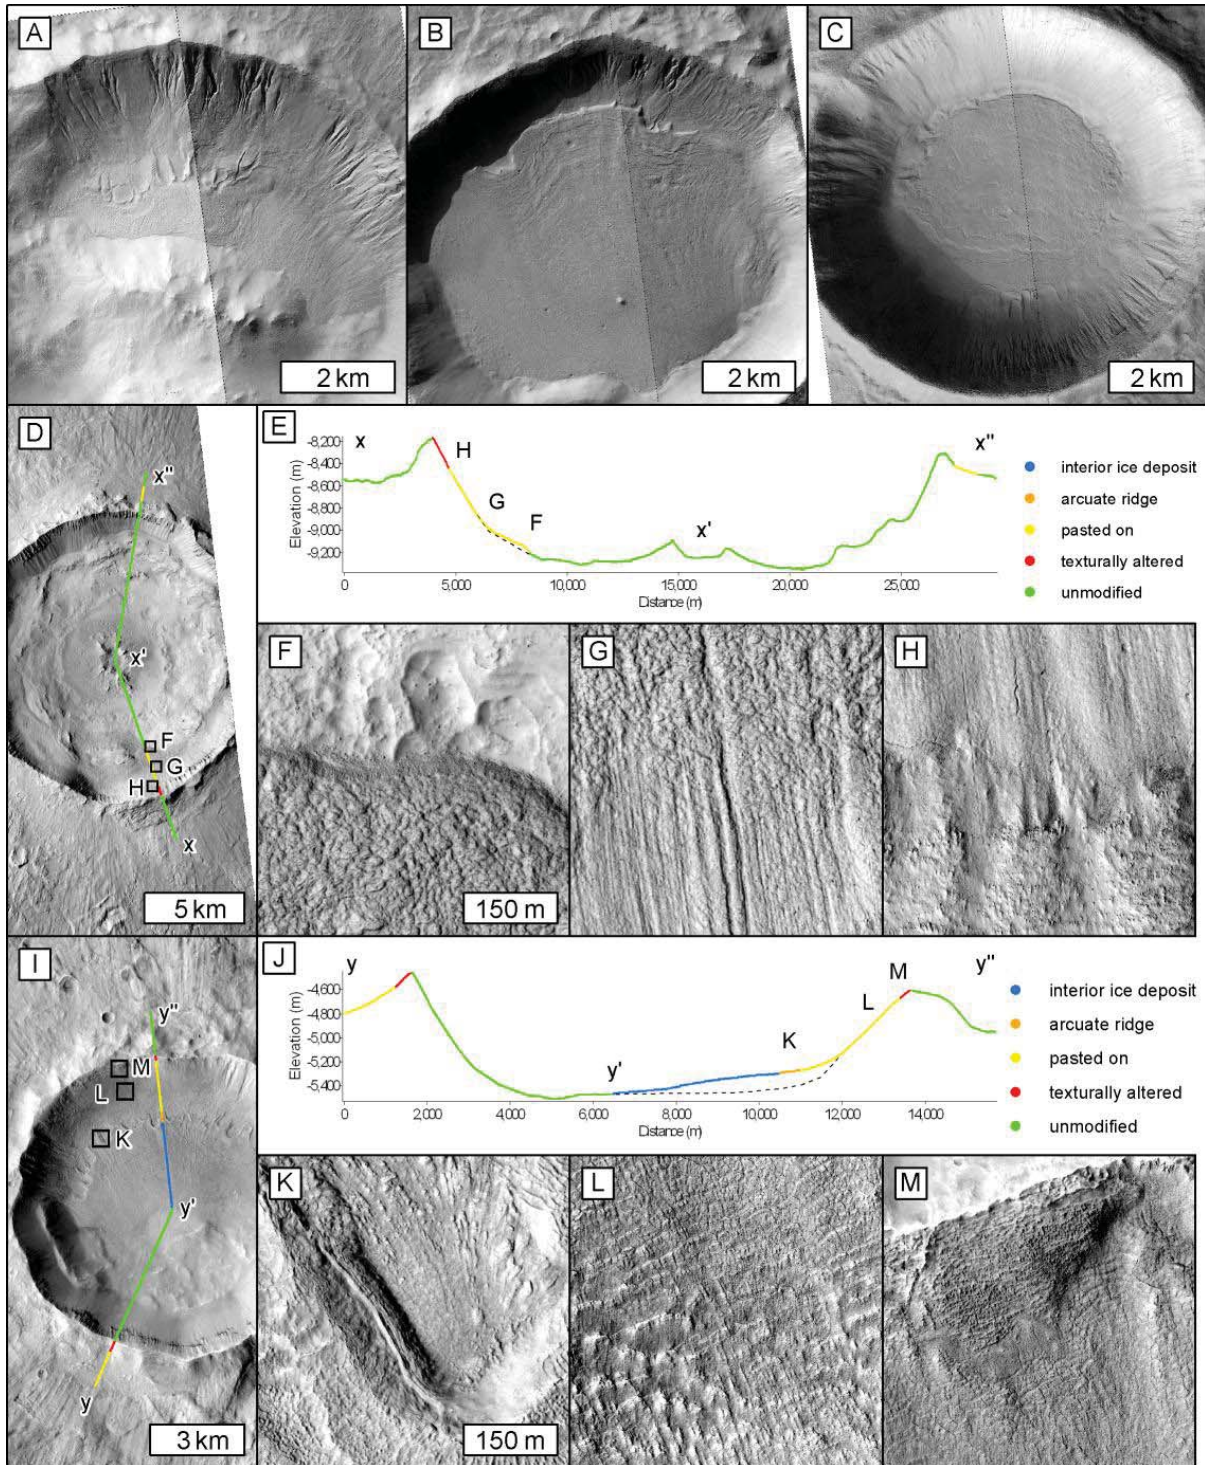 A
B
C
2 km
2 km
2 km
D
x"
x'
F
G
H
x
5 km
E
x
H
G
F
x'
x"
Elevation (m)
-8,200
-8,400
-8,600
-9,000
-9,200
0
5,000
10,000
15,000
20,000
25,000
Distance (m)
interior ice deposit
arcuate ridge
pasted on
texturally altered
unmodified
F
150 m
G
H
I
y"
M
L
K
y'
y
3 km
J
y
y'
K
L
M
y"
Elevation (m)
-4,600
-4,800
-5,000
-5,200
-5,400
0
2,000
4,000
6,000
8,000
10,000
12,000
14,000
Distance (m)
interior ice deposit
arcuate ridge
pasted on
texturally altered
unmodified
K
150 m
L
M